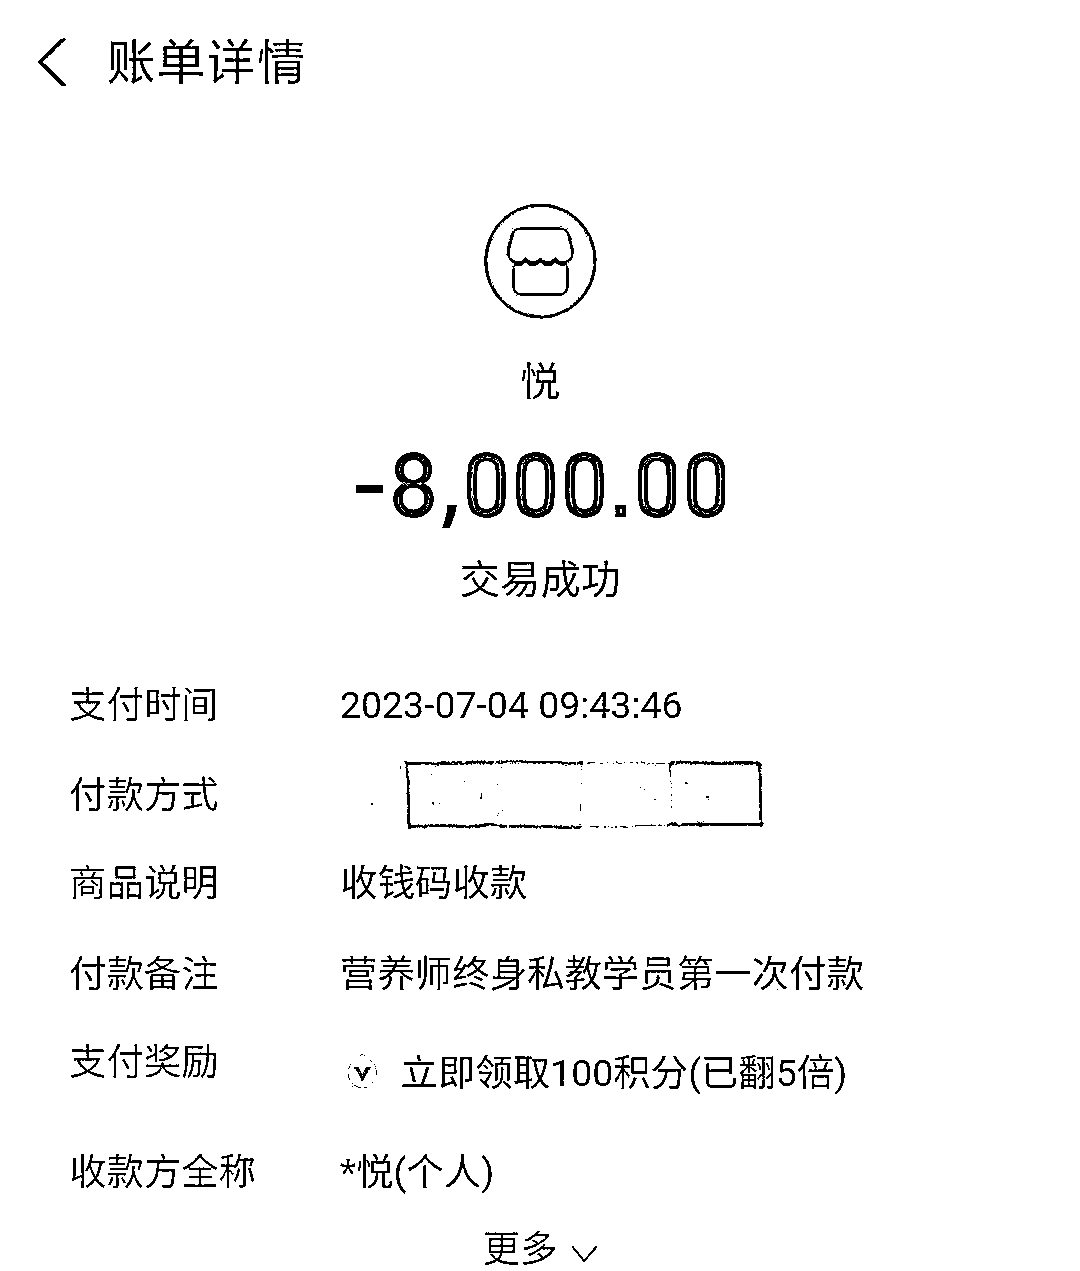 账单详情
悦
-8,000.00
交易成功
支付时间 2023-07-04 09:43:46
付款方式
商品说明 收钱码收款
付款备注 营养师终身私教学员第一次付款
支付奖励 立即领取100积分(已翻5倍)
收款方全称 *悦(个人)
更多